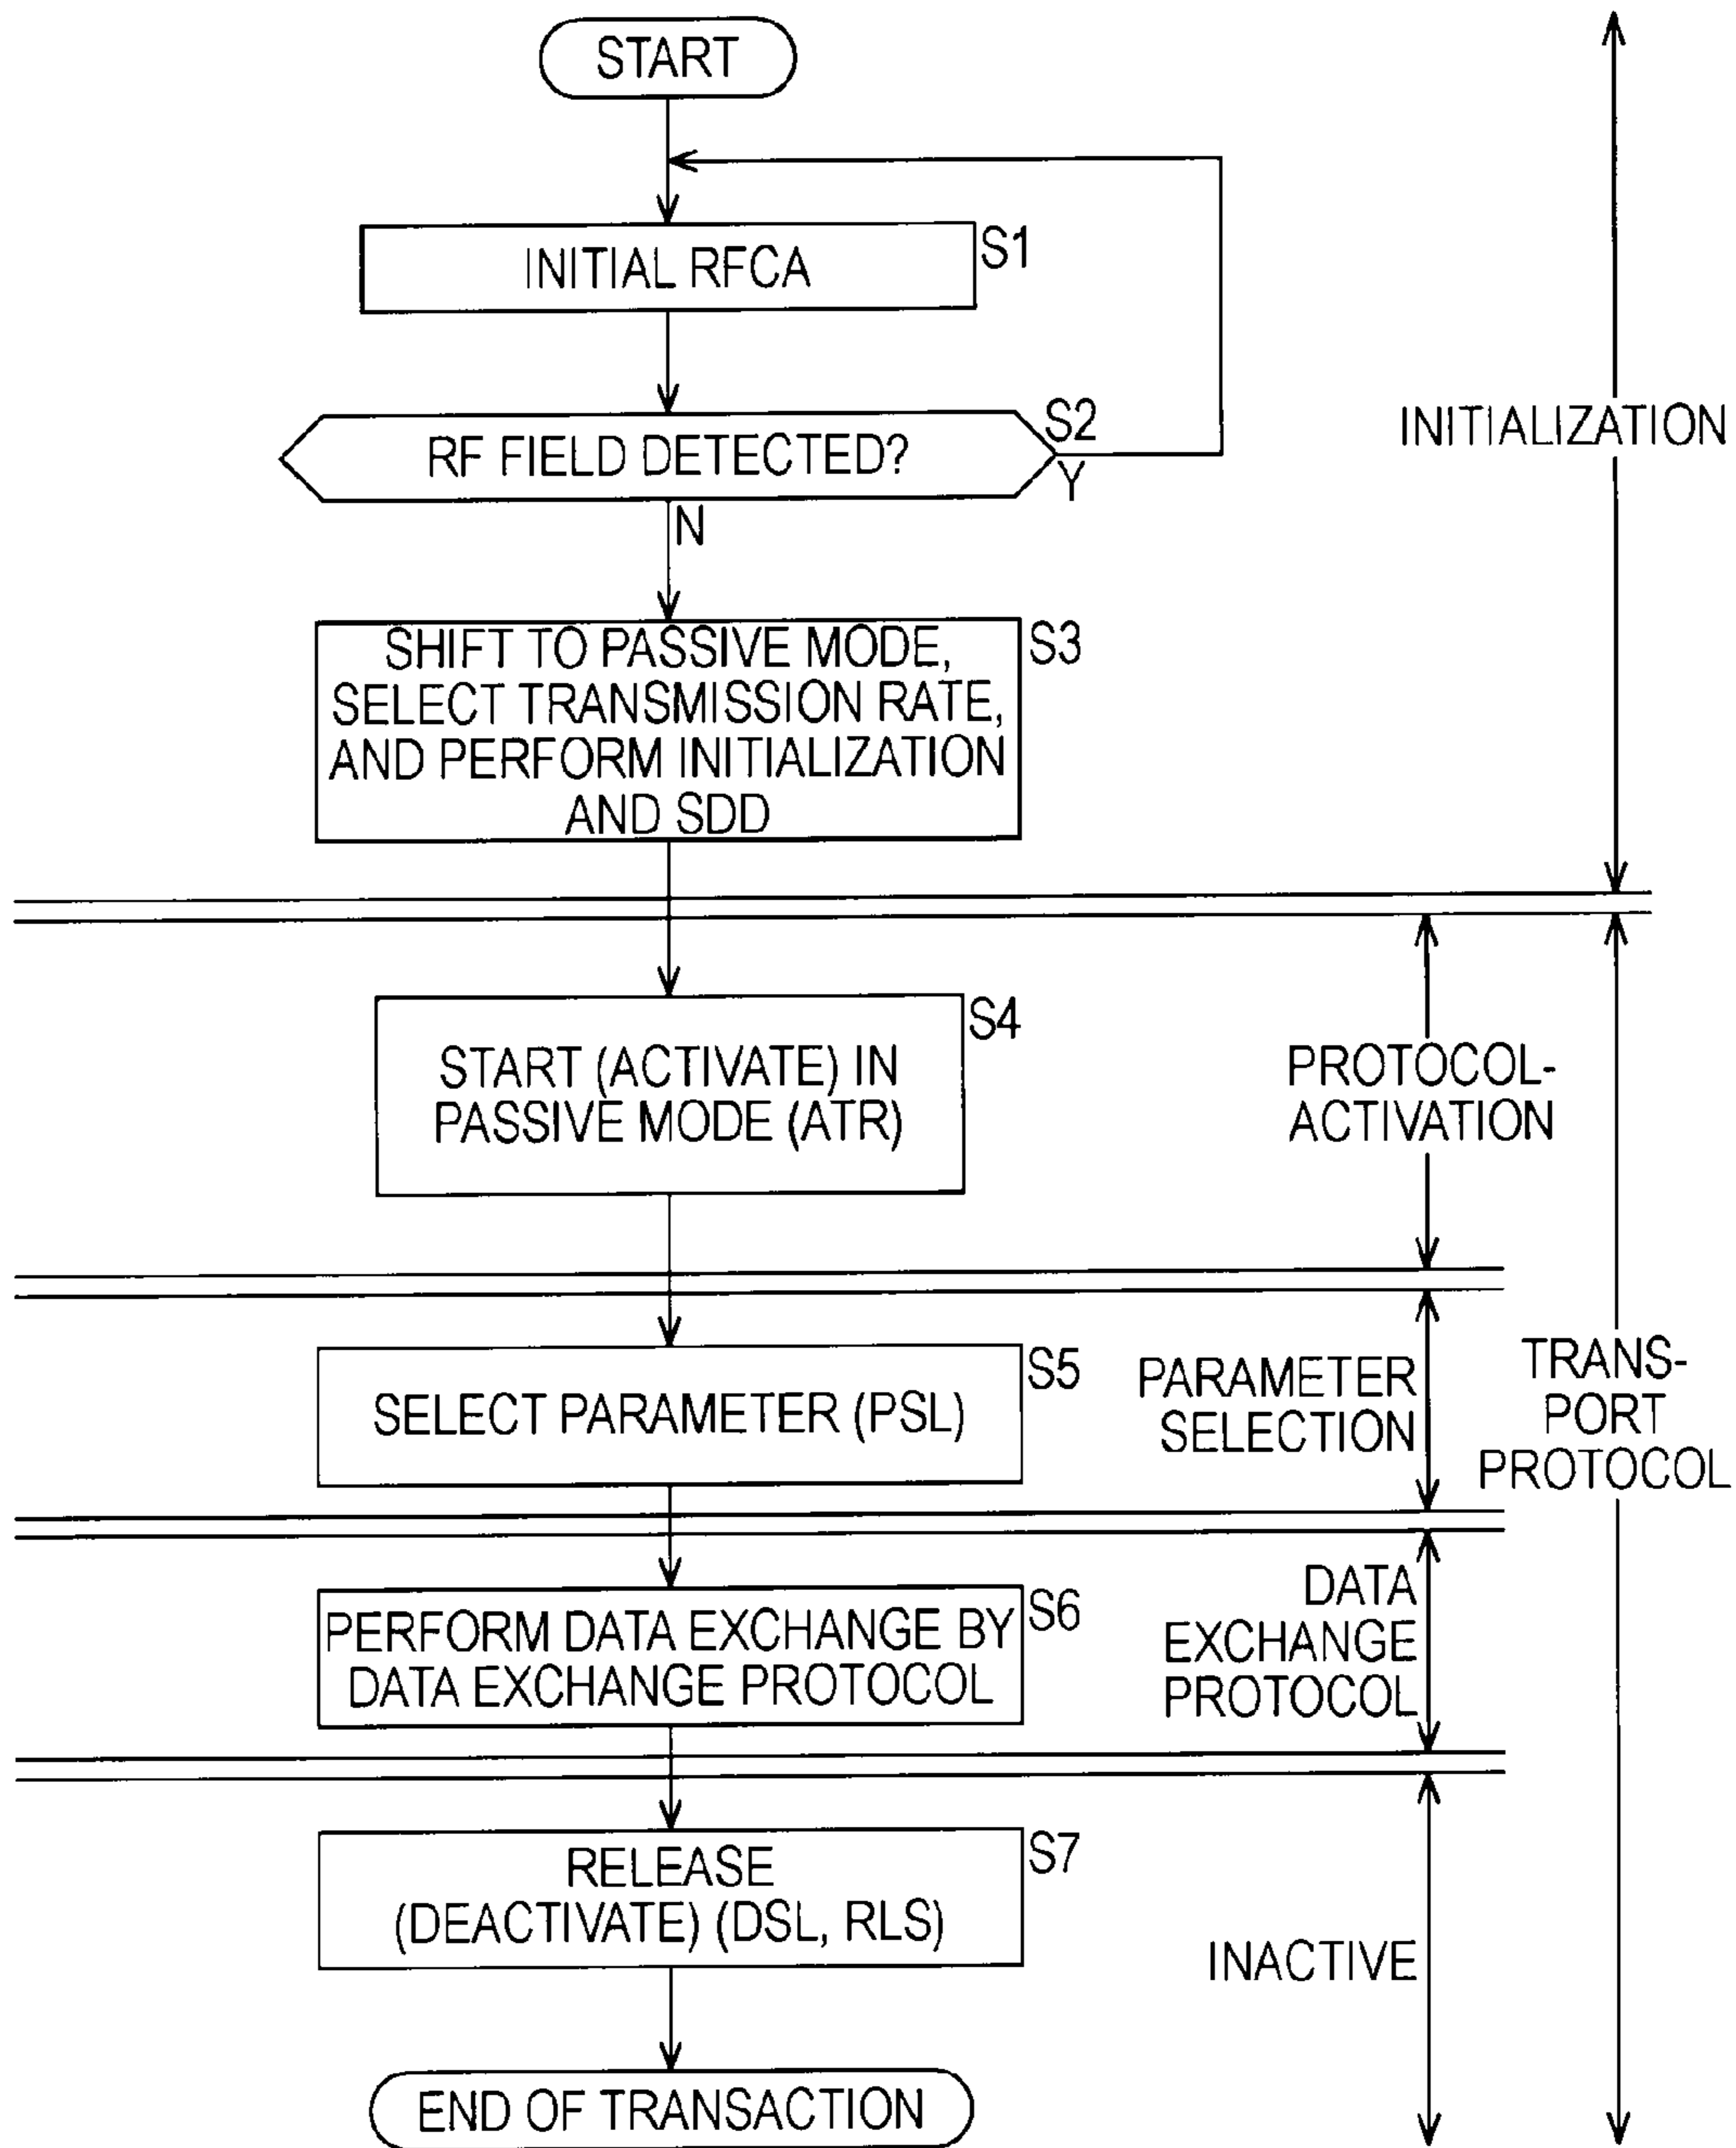 START
INITIAL RFCA
S1
RF FIELD DETECTED?
S2
Y
N
INITIALIZATION
SHIFT TO PASSIVE MODE,
SELECT TRANSMISSION RATE,
AND PERFORM INITIALIZATION
AND SDD
S3
START (ACTIVATE) IN
PASSIVE MODE (ATR)
S4
PROTOCOL-
ACTIVATION
SELECT PARAMETER (PSL)
S5
PARAMETER
SELECTION
TRANS-
PORT
PROTOCOL
PERFORM DATA EXCHANGE BY
DATA EXCHANGE PROTOCOL
S6
DATA
EXCHANGE
PROTOCOL
RELEASE
(DEACTIVATE) (DSL, RLS)
S7
INACTIVE
END OF TRANSACTION